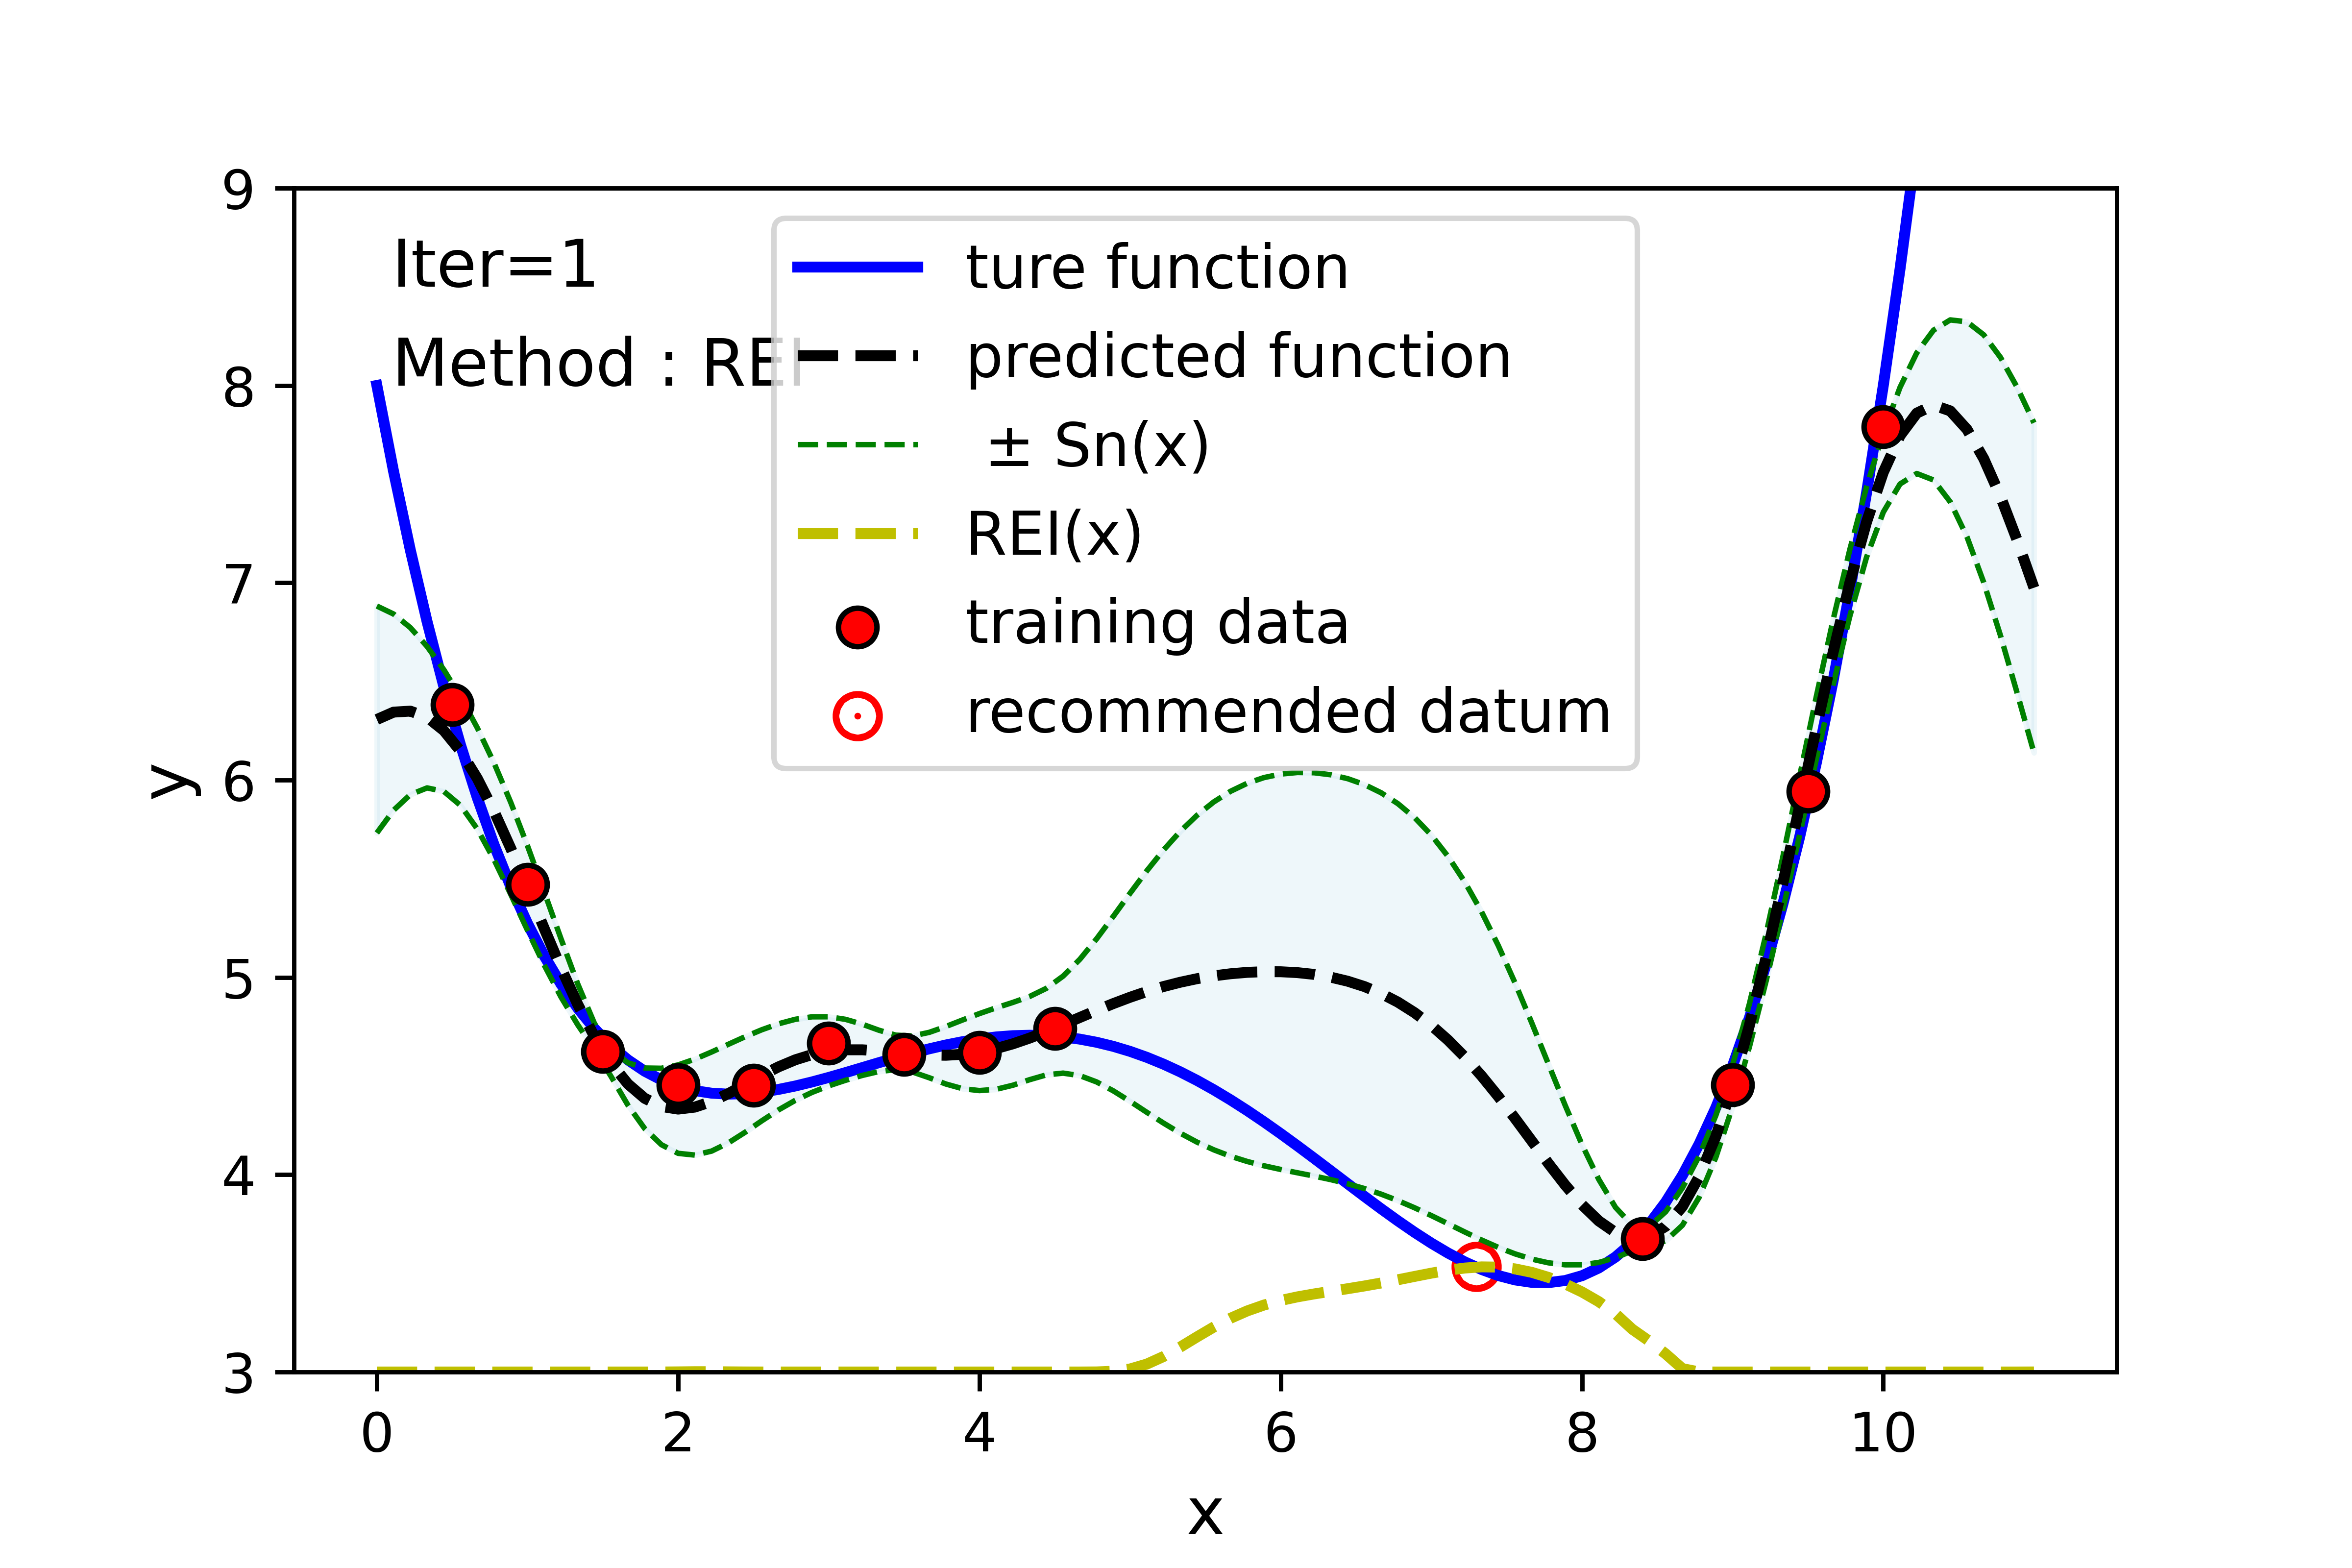 Iter=1
Method : REI
ture function
predicted function
± Sn(x)
REI(x)
training data
recommended datum
y
9
8
7
6
5
4
3
0 2 4 6 8 10
x